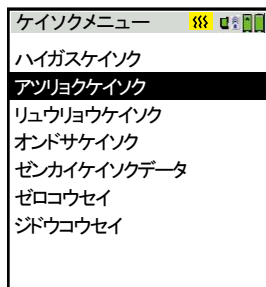 ケイソクメニュー
ハイガスケイソク
アツリョクケイソク
リュウリョウケイソク
オンドサケイソク
ゼンカイケイソクデータ
ゼロコウセイ
ジドウコウセイ